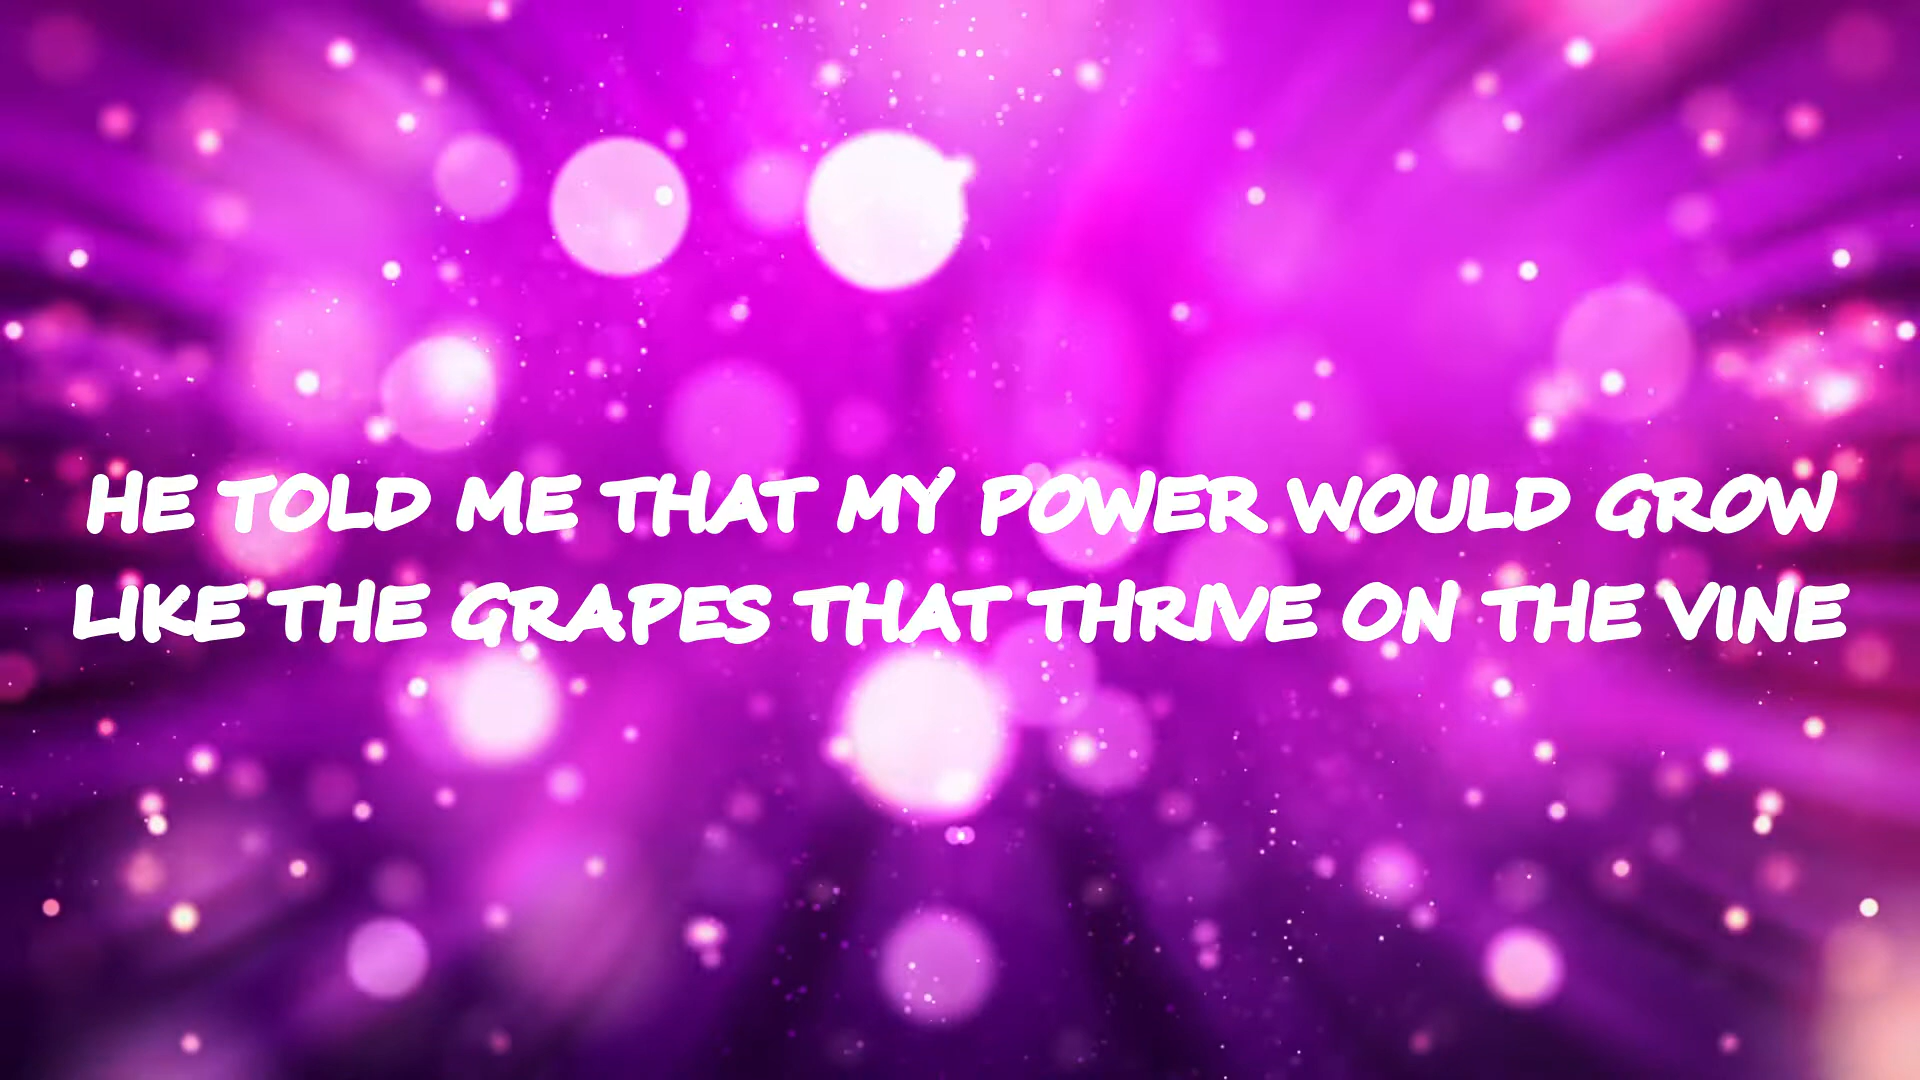 HE TOLD ME THAT MY POWER WOULD GROW
LIKE THE GRAPES THAT THRIVE ON THE VINE